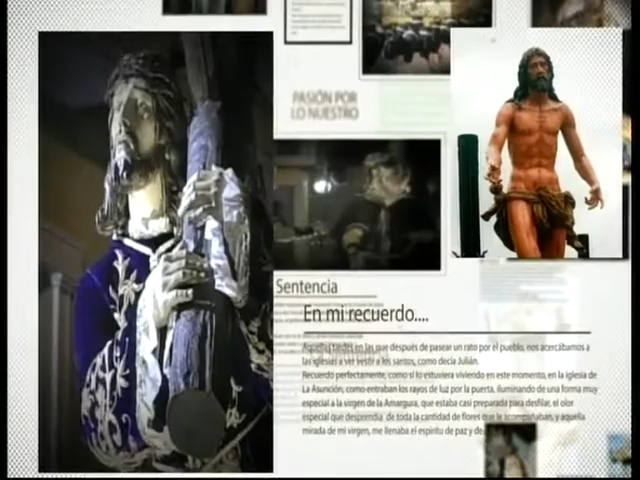 PASIÓN POR
LO NUESTRO
Sentencia
En mi recuerdo....
Aquellas tardes en las que después de pasear un rato por el pueblo, nos acercábamos a
las iglesias a ver vestir a los santos, como decía Julián.
Recuerdo perfectamente, como si lo estuviera viviendo en este momento, en la iglesia de
La Asunción, como entraban los rayos de luz por la puerta, iluminando de una forma muy
especial a la virgen de la Amargura, que estaba casi preparada para desfilar, el olor
especial que desprendia de toda la cantidad de flores que le acompañaban, y aquella
mirada de mi virgen, me llenaba el espíritu de paz y de